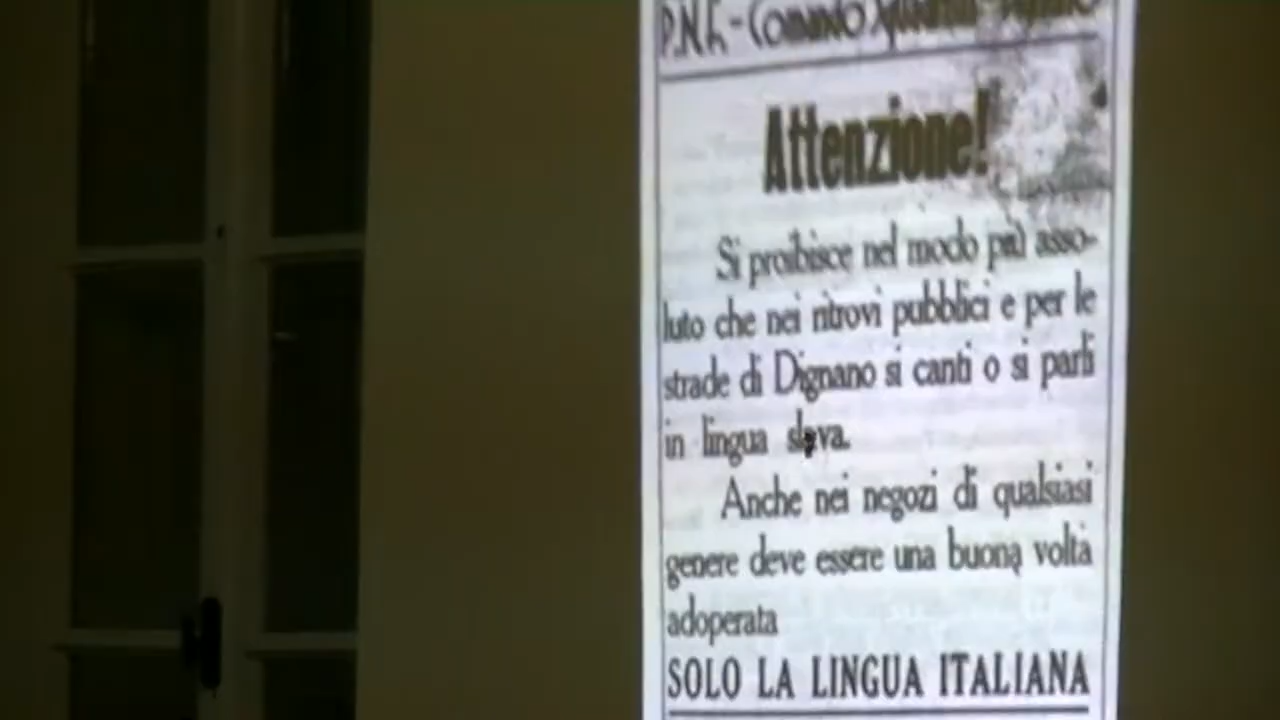 P.N.F. - Comando
Attenzione!
Si proibisce nel modo più asso-
luto che nei ritrovi pubblici e per le
strade di Dignano si canti o si parli
in lingua slava.
Anche nei negozi di qualsiasi
genere deve essere una buona volta
adoperata
SOLO LA LINGUA ITALIANA